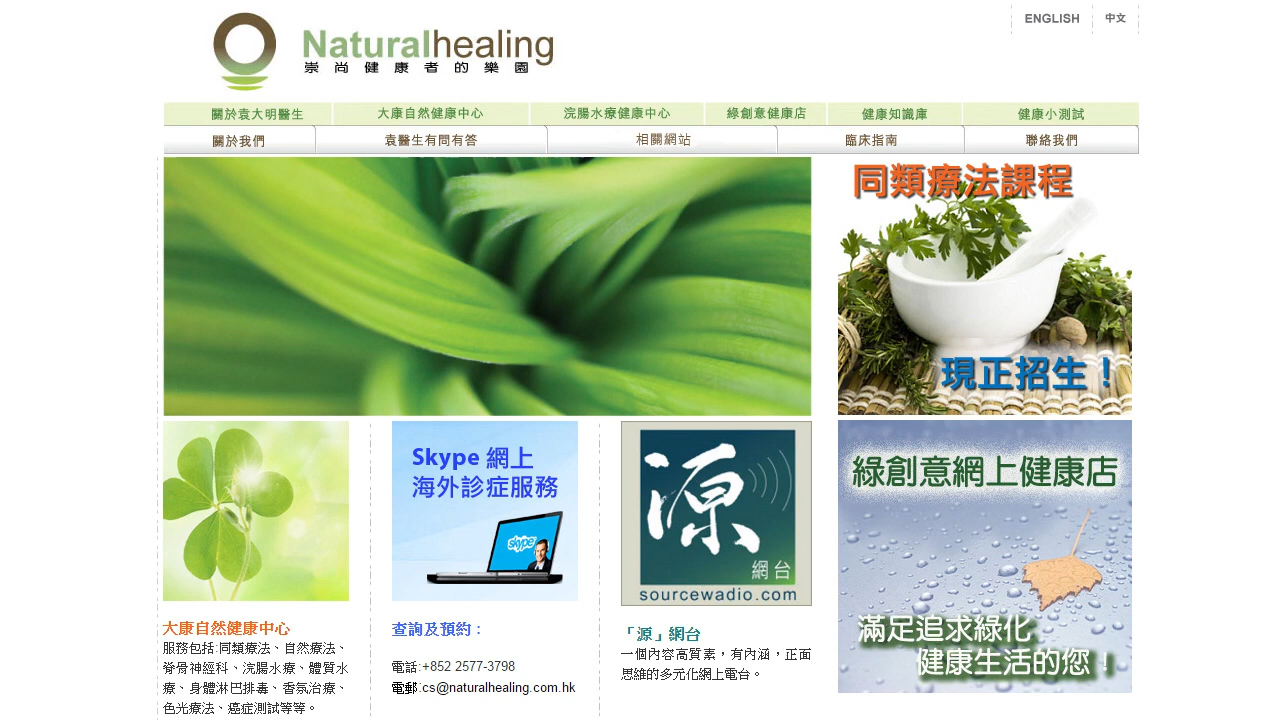 ENGLISH
中文
Naturalhealing
崇尚健康者的樂園
關於袁大明醫生
大康自然健康中心
浣腸水療健康中心
綠創意健康店
健康知識庫
健康小測試
關於我們
袁醫生有問有答
相關網站
臨床指南
聯絡我們
同類療法課程
現正招生！
Skype 網上
海外診症服務
skype
源
網台
sourcewadio.com
綠創意網上健康店
滿足追求綠化
健康生活的您！
大康自然健康中心
服務包括:同類療法、自然療法、
脊骨神經科、浣腸水療、體質水
療、身體淋巴排毒、香氛治療、
色光療法、癌症測試等等。
查詢及預約：
電話:+852 2577-3798
電郵:cs@naturalhealing.com.hk
「源」網台
一個內容高質素，有內涵，正面
思維的多元化網上電台。